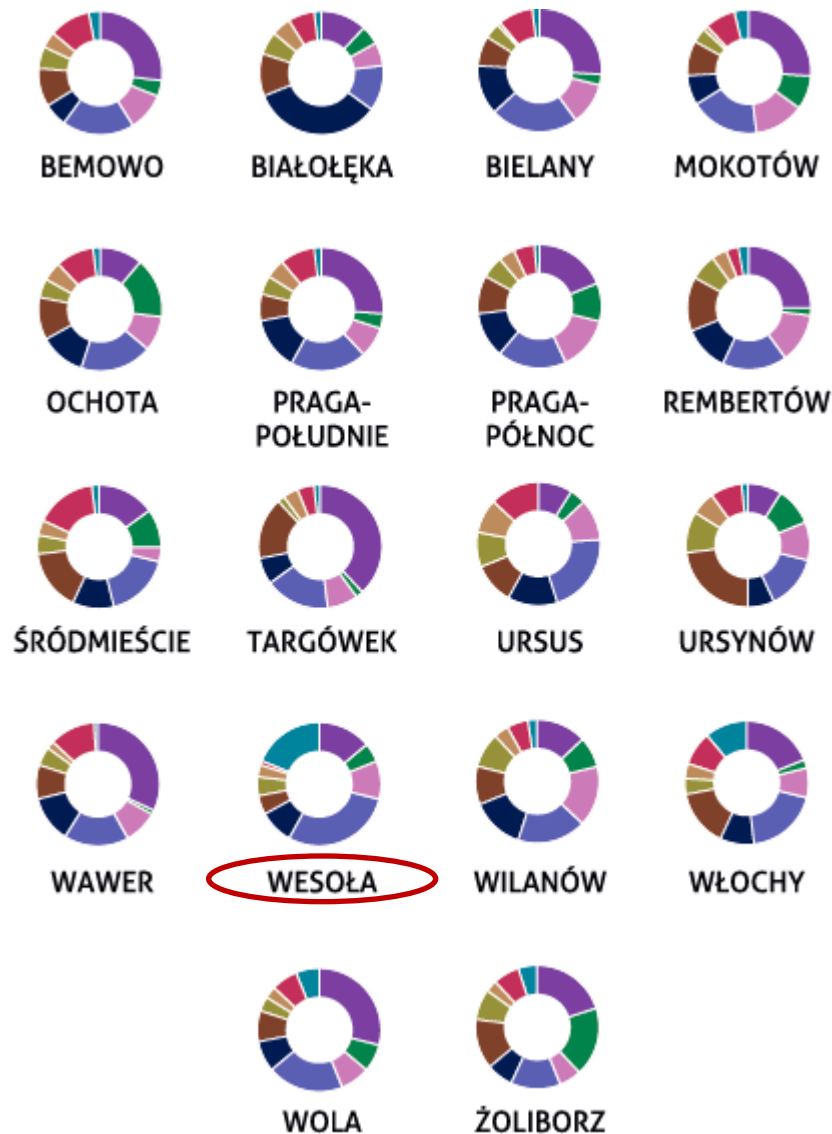 BEMOWO
BIAŁOŁĘKA
BIELANY
MOKOTÓW
OCHOTA
PRAGA-
POŁUDNIE
PRAGA-
PÓŁNOC
REMBERTÓW
ŚRÓDMIEŚCIE
TARGÓWEK
URSUS
URSYNÓW
WAWER
WESOŁA
WILANÓW
WŁOCHY
WOLA
ŻOLIBORZ